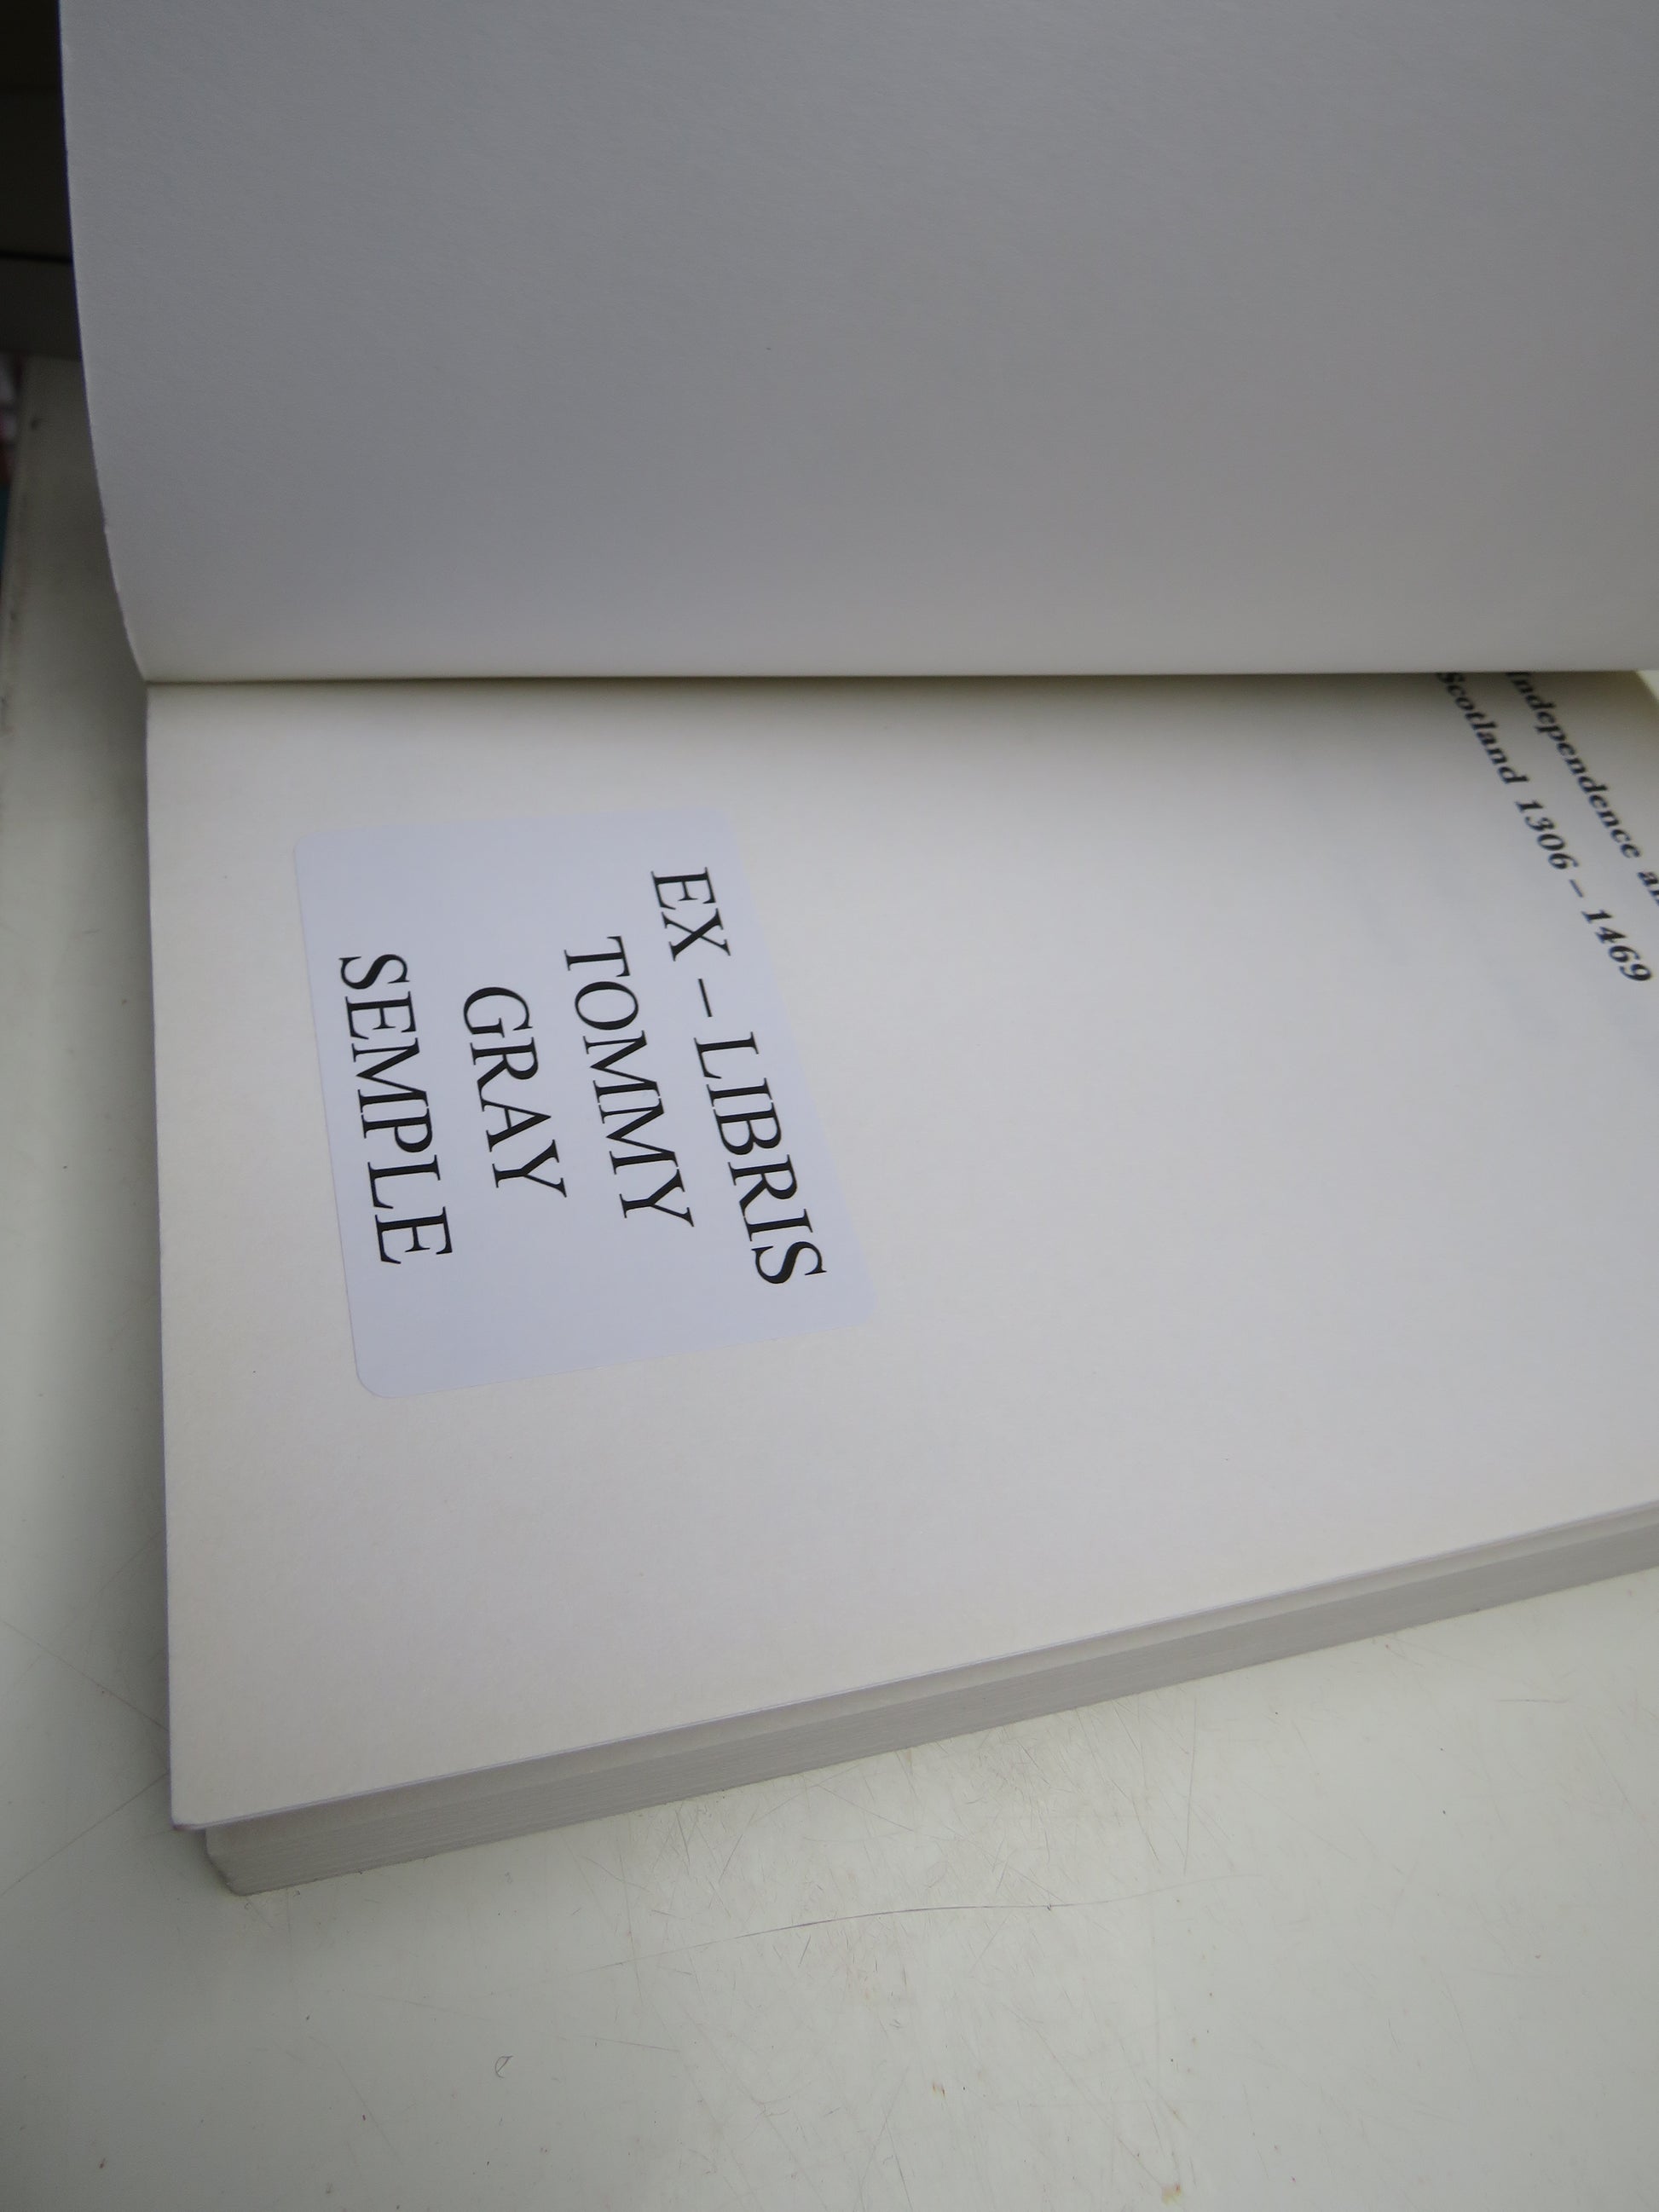 Independence a
Scotland 1306 – 1469
EX – LIBRIS
TOMMY
GRAY
SEMPLE